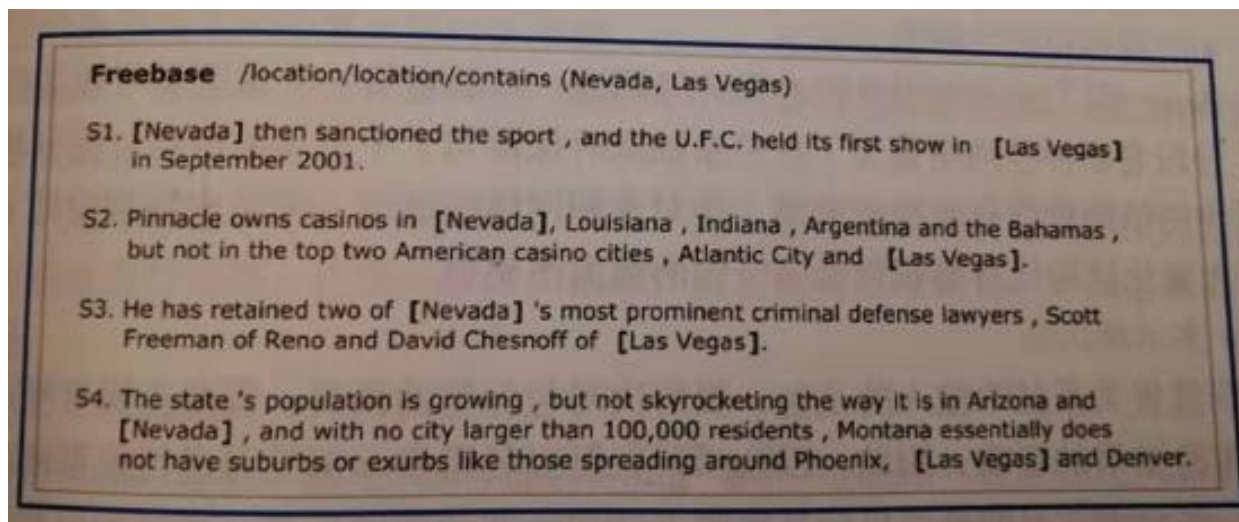 Freebase /location/location/contains (Nevada, Las Vegas)
S1. [Nevada] then sanctioned the sport , and the U.F.C. held its first show in [Las Vegas]
in September 2001.
S2. Pinnacle owns casinos in [Nevada], Louisiana , Indiana , Argentina and the Bahamas ,
but not in the top two American casino cities , Atlantic City and [Las Vegas].
S3. He has retained two of [Nevada] 's most prominent criminal defense lawyers , Scott
Freeman of Reno and David Chesnoff of [Las Vegas].
S4. The state 's population is growing , but not skyrocketing the way it is in Arizona and
[Nevada] , and with no city larger than 100,000 residents , Montana essentially does
not have suburbs or exurbs like those spreading around Phoenix, [Las Vegas] and Denver.